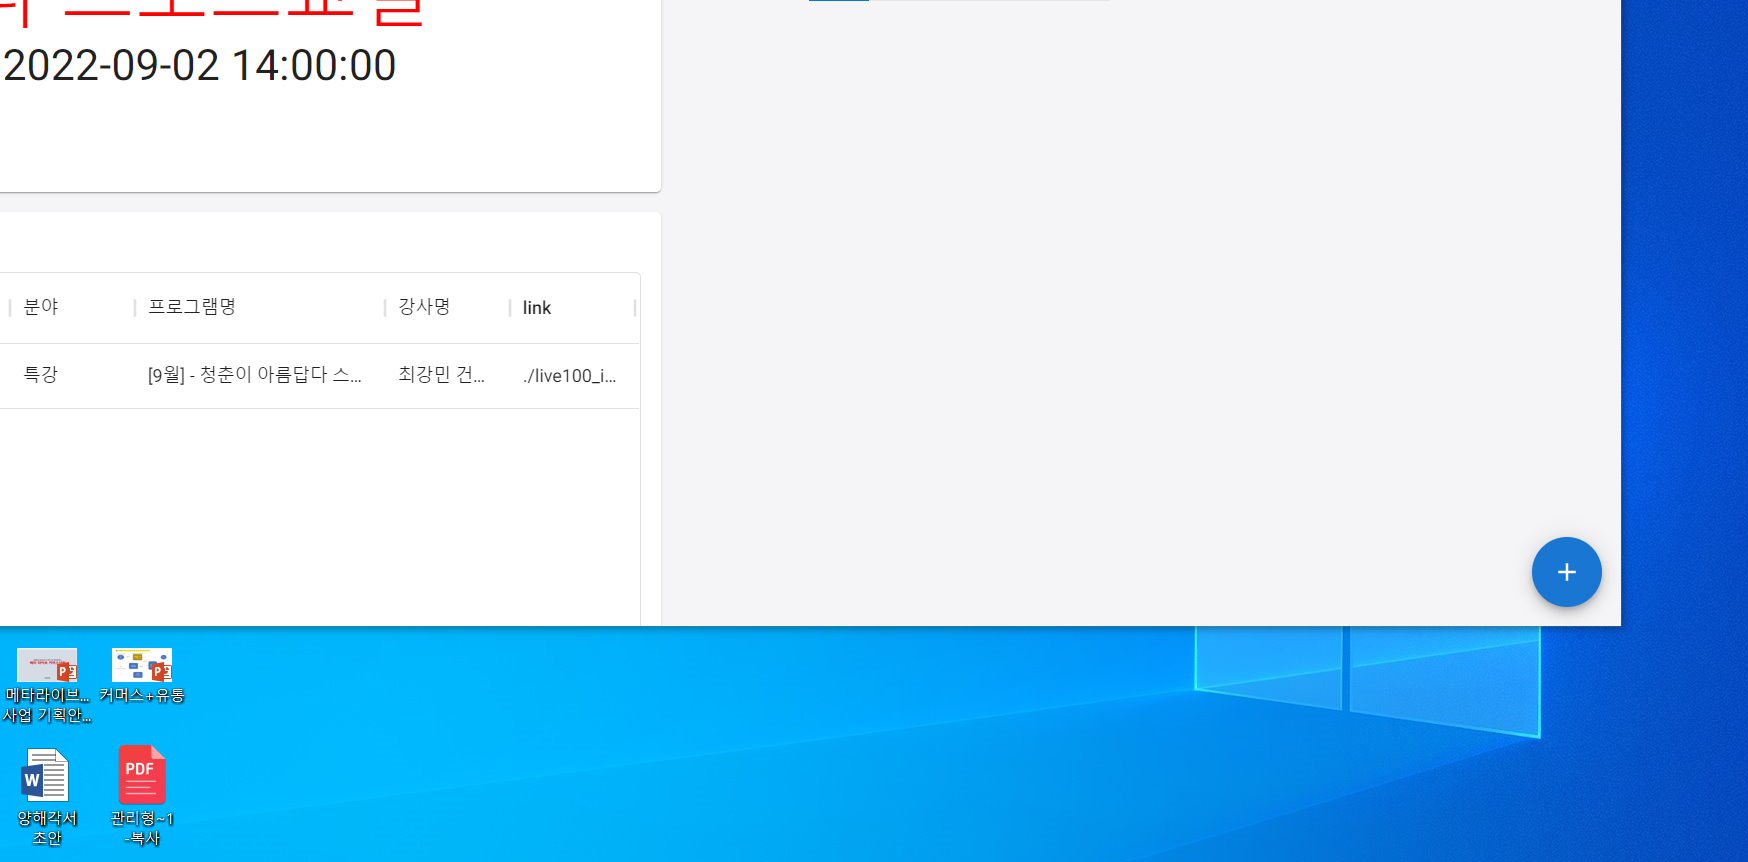 2022-09-02 14:00:00
분야 프로그램명 강사명 link
특강 [9월] - 청춘이 아름답다 스... 최강민 건... ./live100_i...
메타라이브... 커머스+유통
사업 기획안...
PDF
W
양해각서 관리형~1
초안 -복사